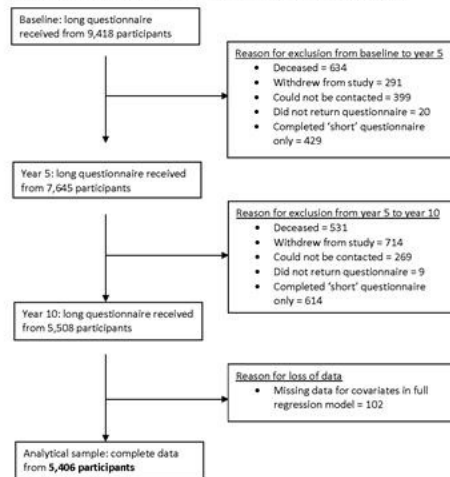 Baseline: long questionnaire
received from 9,418 participants
Reason for exclusion from baseline to year 5
• Deceased = 634
• Withdrew from study = 291
• Could not be contacted = 399
• Did not return questionnaire = 20
• Completed ‘short’ questionnaire
only = 429
Year 5: long questionnaire received
from 7,645 participants
Reason for exclusion from year 5 to year 10
• Deceased = 531
• Withdrew from study = 714
• Could not be contacted = 269
• Did not return questionnaire = 9
• Completed ‘short’ questionnaire
only = 614
Year 10: long questionnaire received
from 5,508 participants
Reason for loss of data
• Missing data for covariates in full
regression model = 102
Analytical sample: complete data
from 5,406 participants